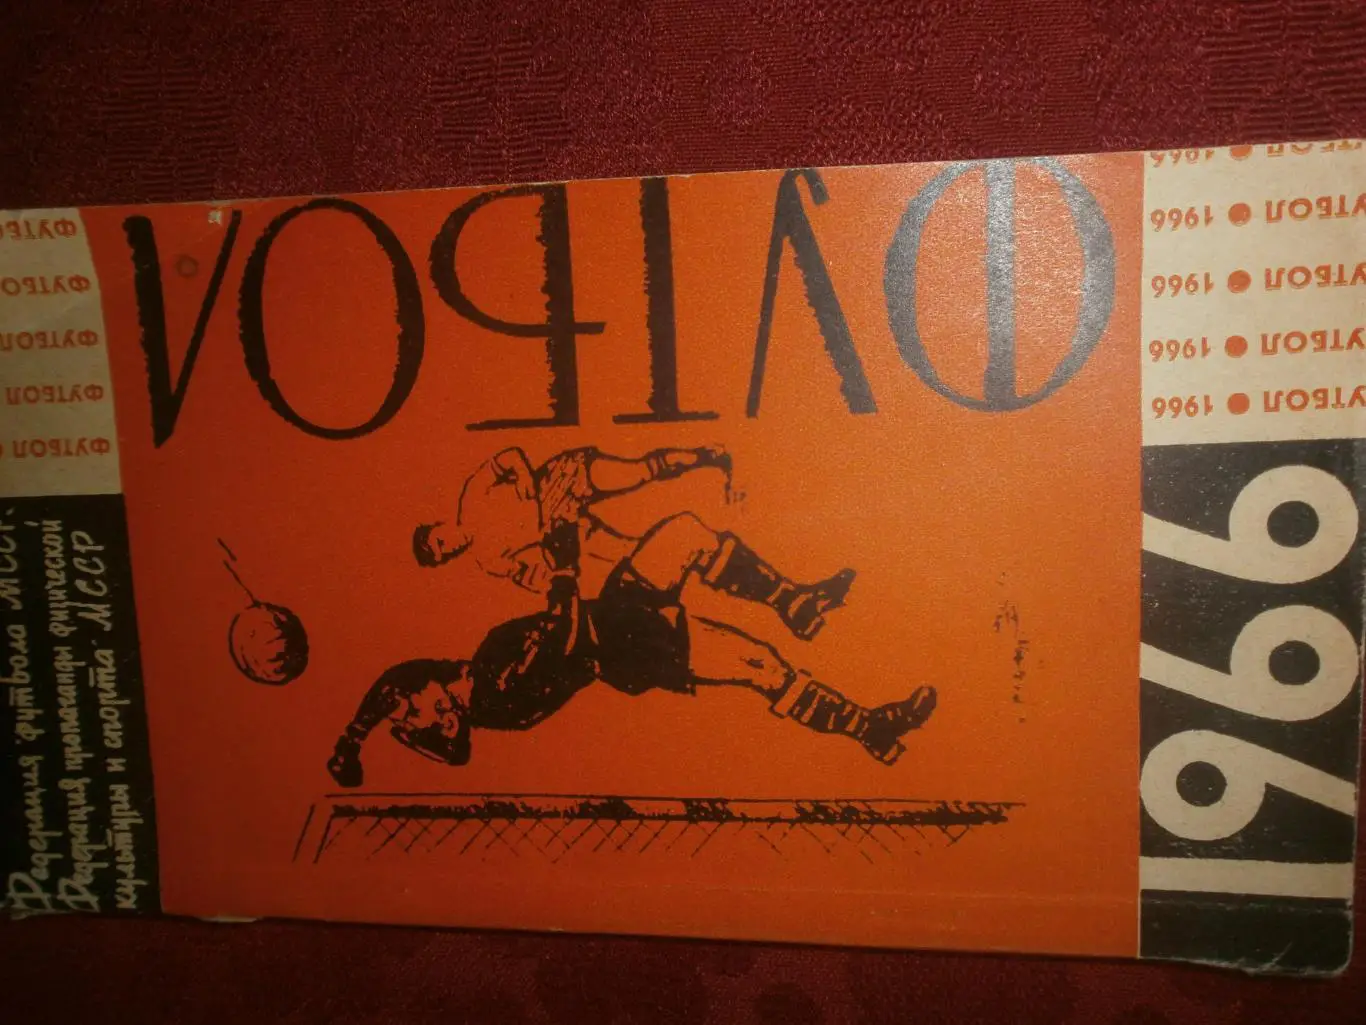 Федерация футбола МССР.
Федерация пропаганды физической
культуры и спорта МССР
ФУТБОЛ ●
ФУТБОЛ
ФУТБОЛ
ФУТБОЛ
ФУТБОЛ
ФУТБОЛ
1966
ФУТБОЛ ● 1966
ФУТБОЛ ● 1966
ФУТБОЛ ● 1966
ФУТБОЛ ● 1966
УТБОЛ ● 1966